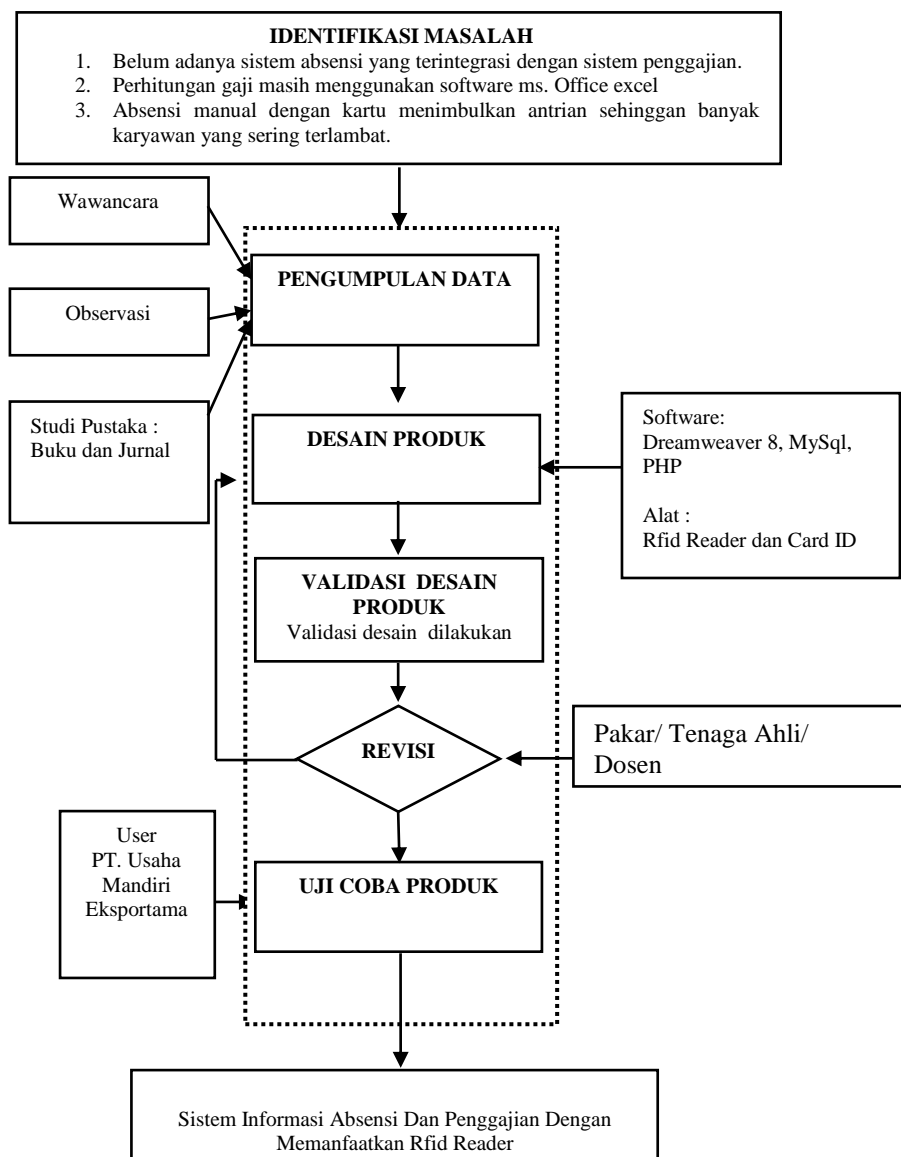 IDENTIFIKASI MASALAH
1. Belum adanya sistem absensi yang terintegrasi dengan sistem penggajian.
2. Perhitungan gaji masih menggunakan software ms. Office excel
3. Absensi manual dengan kartu menimbulkan antrian sehinggan banyak
karyawan yang sering terlambat.
Wawancara
PENGUMPULAN DATA
Observasi
Studi Pustaka :
Buku dan Jurnal
DESAIN PRODUK
Software:
Dreamweaver 8, MySql,
PHP
Alat :
Rfid Reader dan Card ID
VALIDASI DESAIN
PRODUK
Validasi desain dilakukan
REVISI
Pakar/ Tenaga Ahli/
Dosen
User
PT. Usaha
Mandiri
Eksportama
UJI COBA PRODUK
Sistem Informasi Absensi Dan Penggajian Dengan
Memanfaatkan Rfid Reader